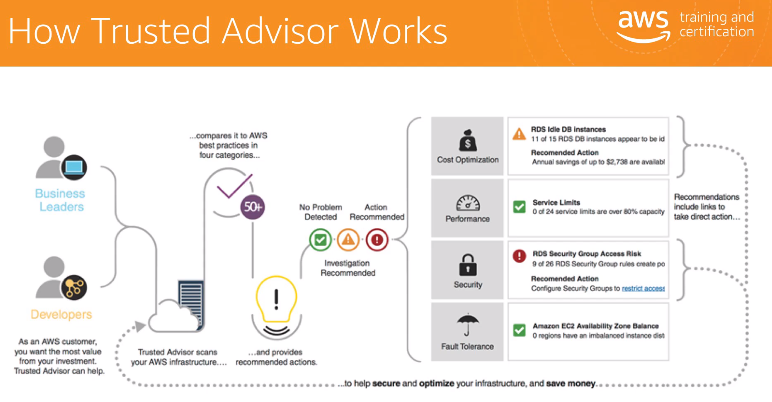 How Trusted Advisor Works
aws
training and
certification
Business
Leaders
Developers
As an AWS customer,
you want the most value
from your investment.
Trusted Advisor can help.
Trusted Advisor scans
your AWS infrastructure….
...compares it to AWS
best practices in
four categories...
50+
...and provides
recommended actions.
No Problem
Detected
Action
Recommended
Investigation
Recommended
Cost Optimization
RDS Idle DB instances
11 of 15 RDS DB instances appear to be id
Recomended Action
Annual savings of up to $2,738 are availabl
Performance
Service Limits
0 of 24 service limits are over 80% capacity
Security
RDS Security Group Access Risk
9 of 26 RDS Security Group rules create po
Recomended Action
Configure Security Groups to restrict access
Fault Tolerance
Amazon EC2 Availability Zone Balance
0 regions have an imbalanced instance dist
Recommendations
include links to
take direct action…
...to help secure and optimize your infrastructure, and save money.